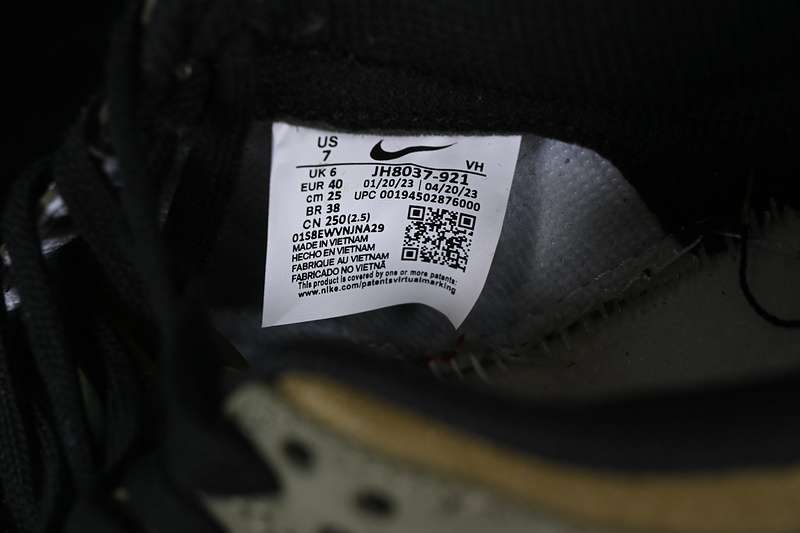 US
7
VH
UK 6
JH8037-921
EUR 40
01/20/23 | 04/20/23
cm 25
UPC 00194502876000
BR 38
CN 250(2.5)
01S8EWVNJNA29
MADE IN VIETNAM
HECHO EN VIETNAM
FABRIQUE AU VIETNAM
FABRICADO NO VIETNÃ
This product is covered by one or more patents:
www.nike.com/patentsvirtualmarking